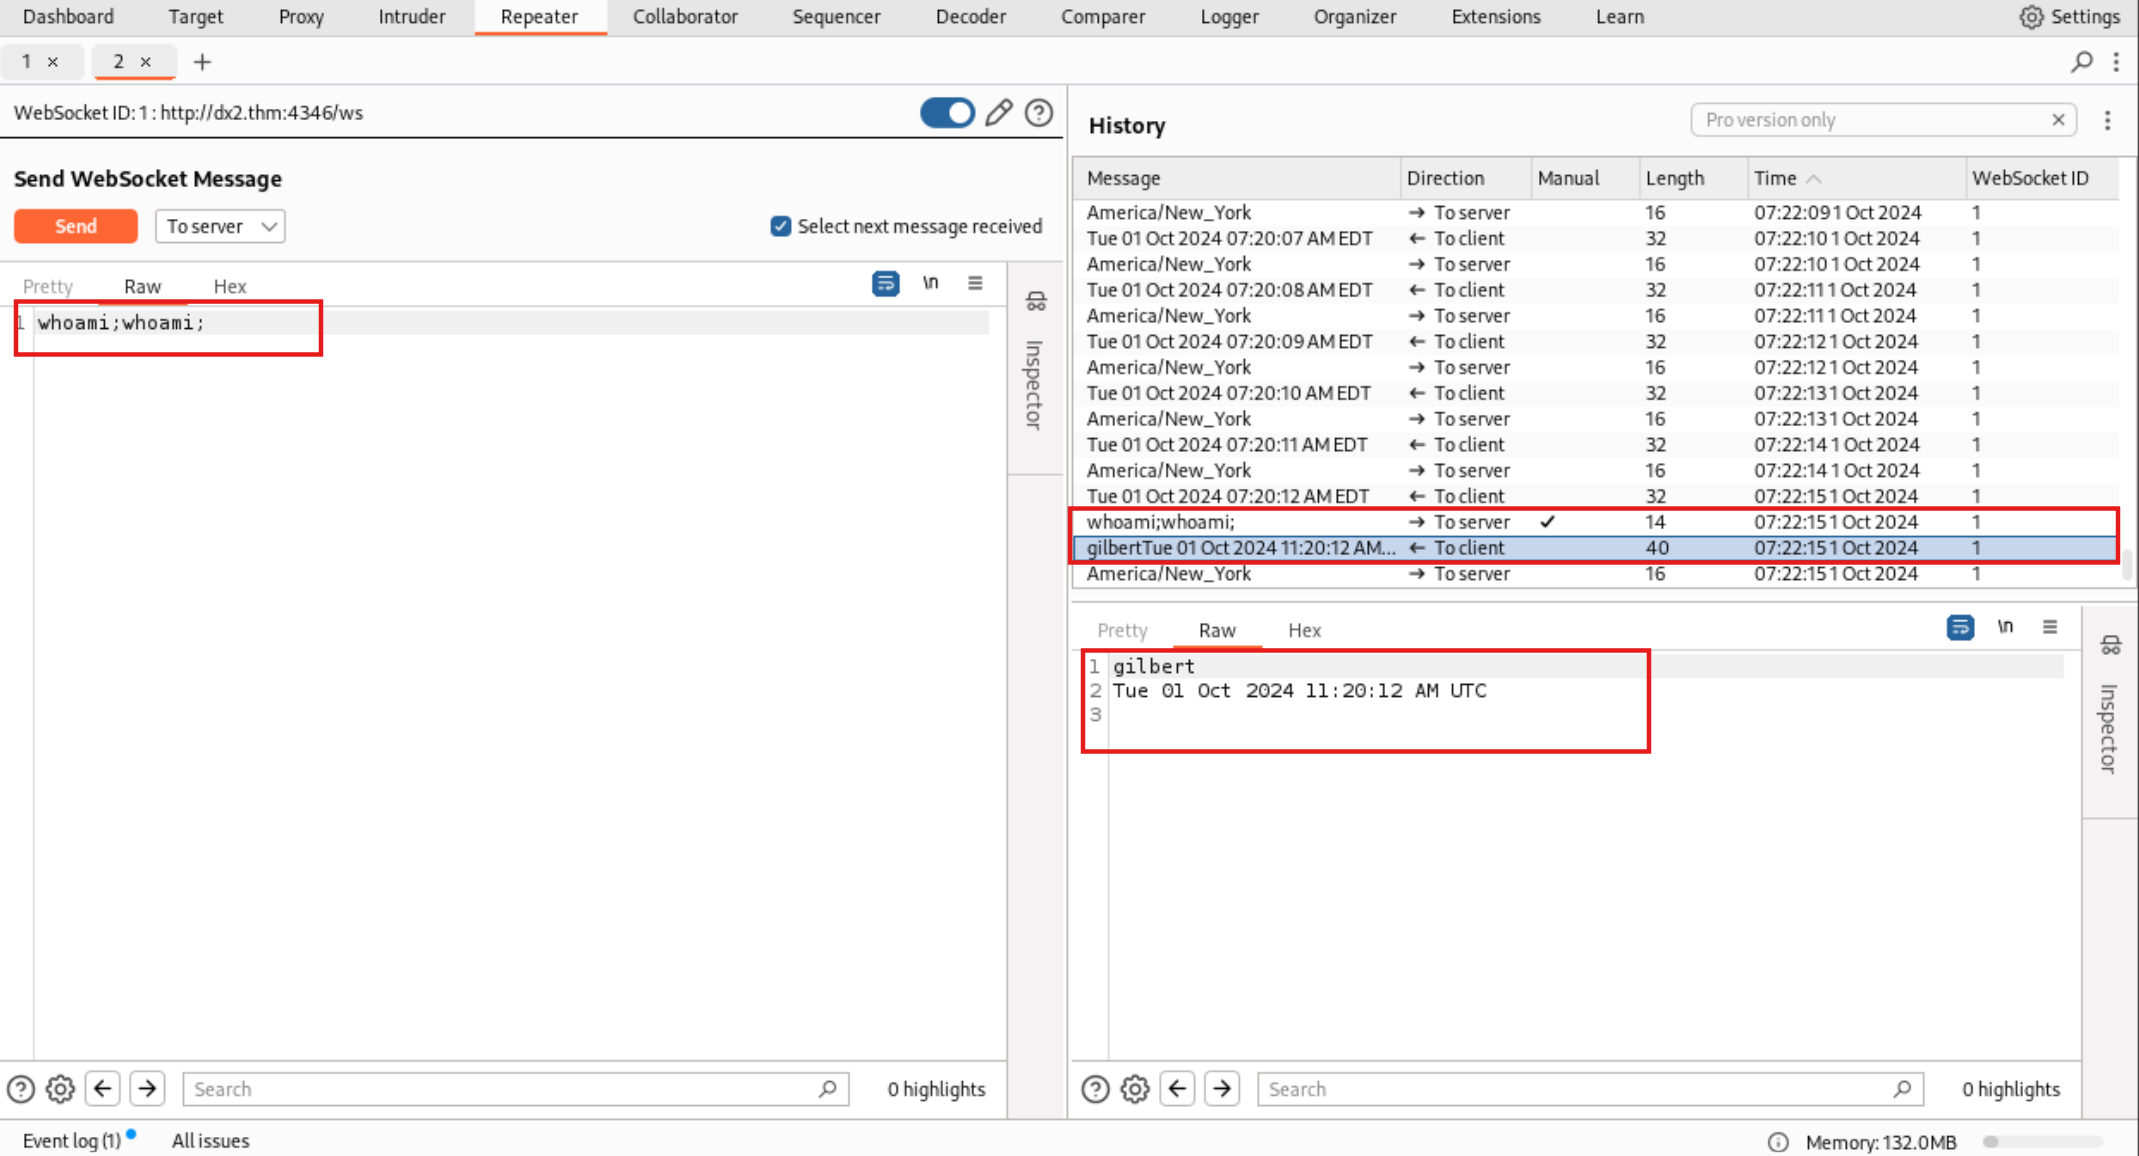 Dashboard Target Proxy Intruder Repeater Collaborator Sequencer Decoder Comparer Logger Organizer Extensions Learn Settings
1 × 2 × +
WebSocket ID: 1 : http://dx2.thm:4346/ws
Send WebSocket Message
Send To server Select next message received
Pretty Raw Hex \n
1 whoami;whoami;
Inspector
0 highlights
Search
History
Pro version only
Message Direction Manual Length Time WebSocket ID
America/New_York → To server 16 07:22:09 1 Oct 2024 1
Tue 01 Oct 2024 07:20:07 AM EDT ← To client 32 07:22:10 1 Oct 2024 1
America/New_York → To server 16 07:22:10 1 Oct 2024 1
Tue 01 Oct 2024 07:20:08 AM EDT ← To client 32 07:22:11 1 Oct 2024 1
America/New_York → To server 16 07:22:11 1 Oct 2024 1
Tue 01 Oct 2024 07:20:09 AM EDT ← To client 32 07:22:12 1 Oct 2024 1
America/New_York → To server 16 07:22:12 1 Oct 2024 1
Tue 01 Oct 2024 07:20:10 AM EDT ← To client 32 07:22:13 1 Oct 2024 1
America/New_York → To server 16 07:22:13 1 Oct 2024 1
Tue 01 Oct 2024 07:20:11 AM EDT ← To client 32 07:22:14 1 Oct 2024 1
America/New_York → To server 16 07:22:14 1 Oct 2024 1
Tue 01 Oct 2024 07:20:12 AM EDT ← To client 32 07:22:15 1 Oct 2024 1
whoami;whoami; → To server ✓ 14 07:22:15 1 Oct 2024 1
gilbertTue 01 Oct 2024 11:20:12 AM... ← To client 40 07:22:15 1 Oct 2024 1
America/New_York → To server 16 07:22:15 1 Oct 2024 1
Pretty Raw Hex \n
1 gilbert
2 Tue 01 Oct 2024 11:20:12 AM UTC
3
Inspector
Search
0 highlights
Event log (1) All issues
Memory: 132.0MB